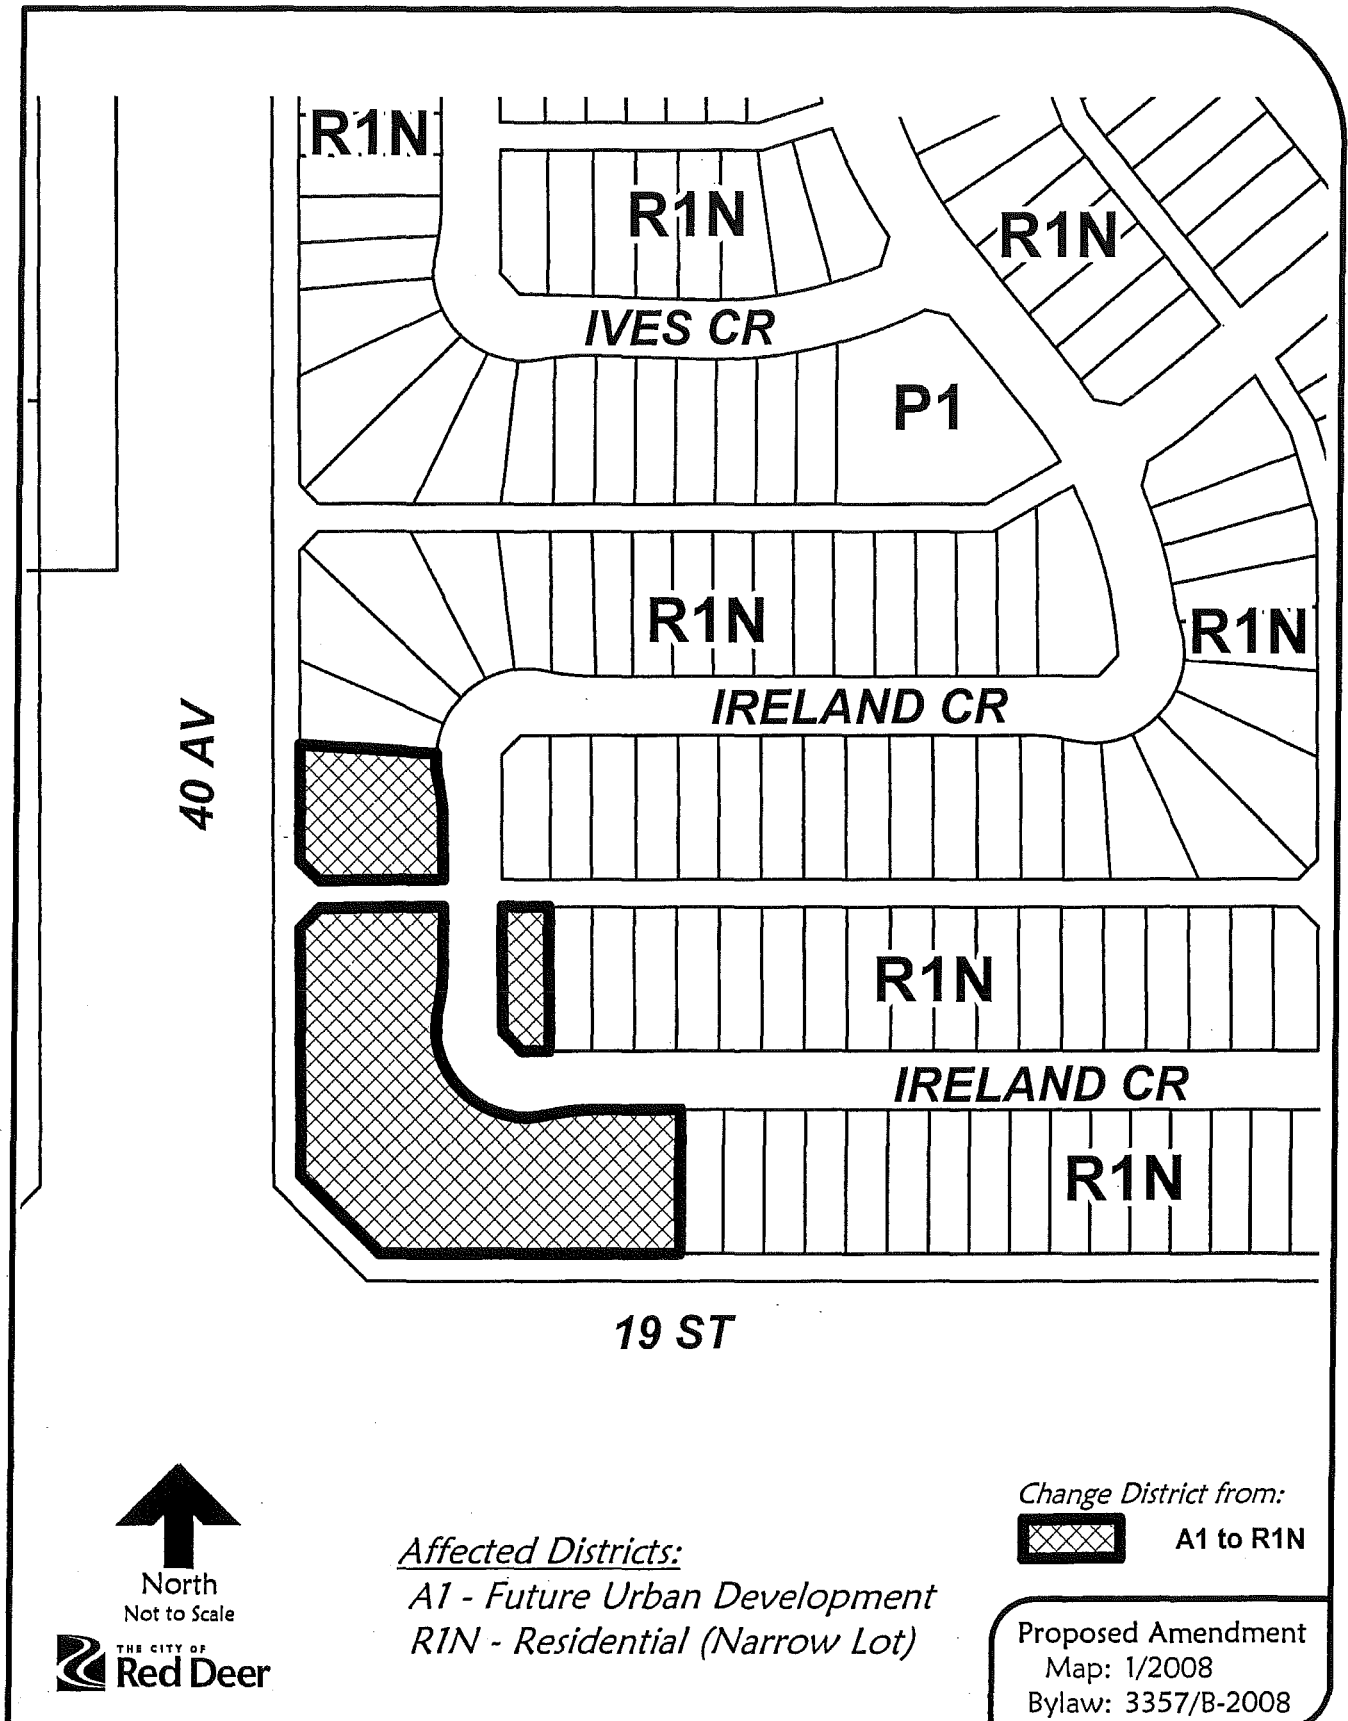 R1N
R1N
R1N
IVES CR
P1
R1N
R1N
IRELAND CR
40 AV
R1N
IRELAND CR
R1N
19 ST
North
Not to Scale
THE CITY OF
Red Deer
Affected Districts:
A1 - Future Urban Development
R1N - Residential (Narrow Lot)
Change District from:
A1 to R1N
Proposed Amendment
Map: 1/2008
Bylaw: 3357/B-2008